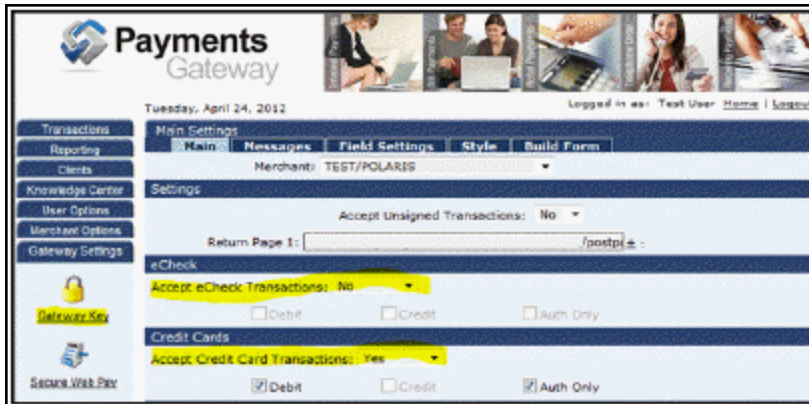 Payments
Gateway
Tuesday, April 24, 2012
Logged in as: Test User Home | Logout
Transactions
Reporting
Clients
Knowledge Center
User Options
Merchant Options
Gateway Settings
Gateway Key
Secure Web Pay
Main Settings
Main Messages Field Settings Style Build Form
Merchant: TEST/POLARIS
Settings
Accept Unsigned Transactions: No
Return Page 1: /postp
eCheck
Accept eCheck Transactions: No
Debit Credit Auth Only
Credit Cards
Accept Credit Card Transactions: Yes
Debit Credit Auth Only